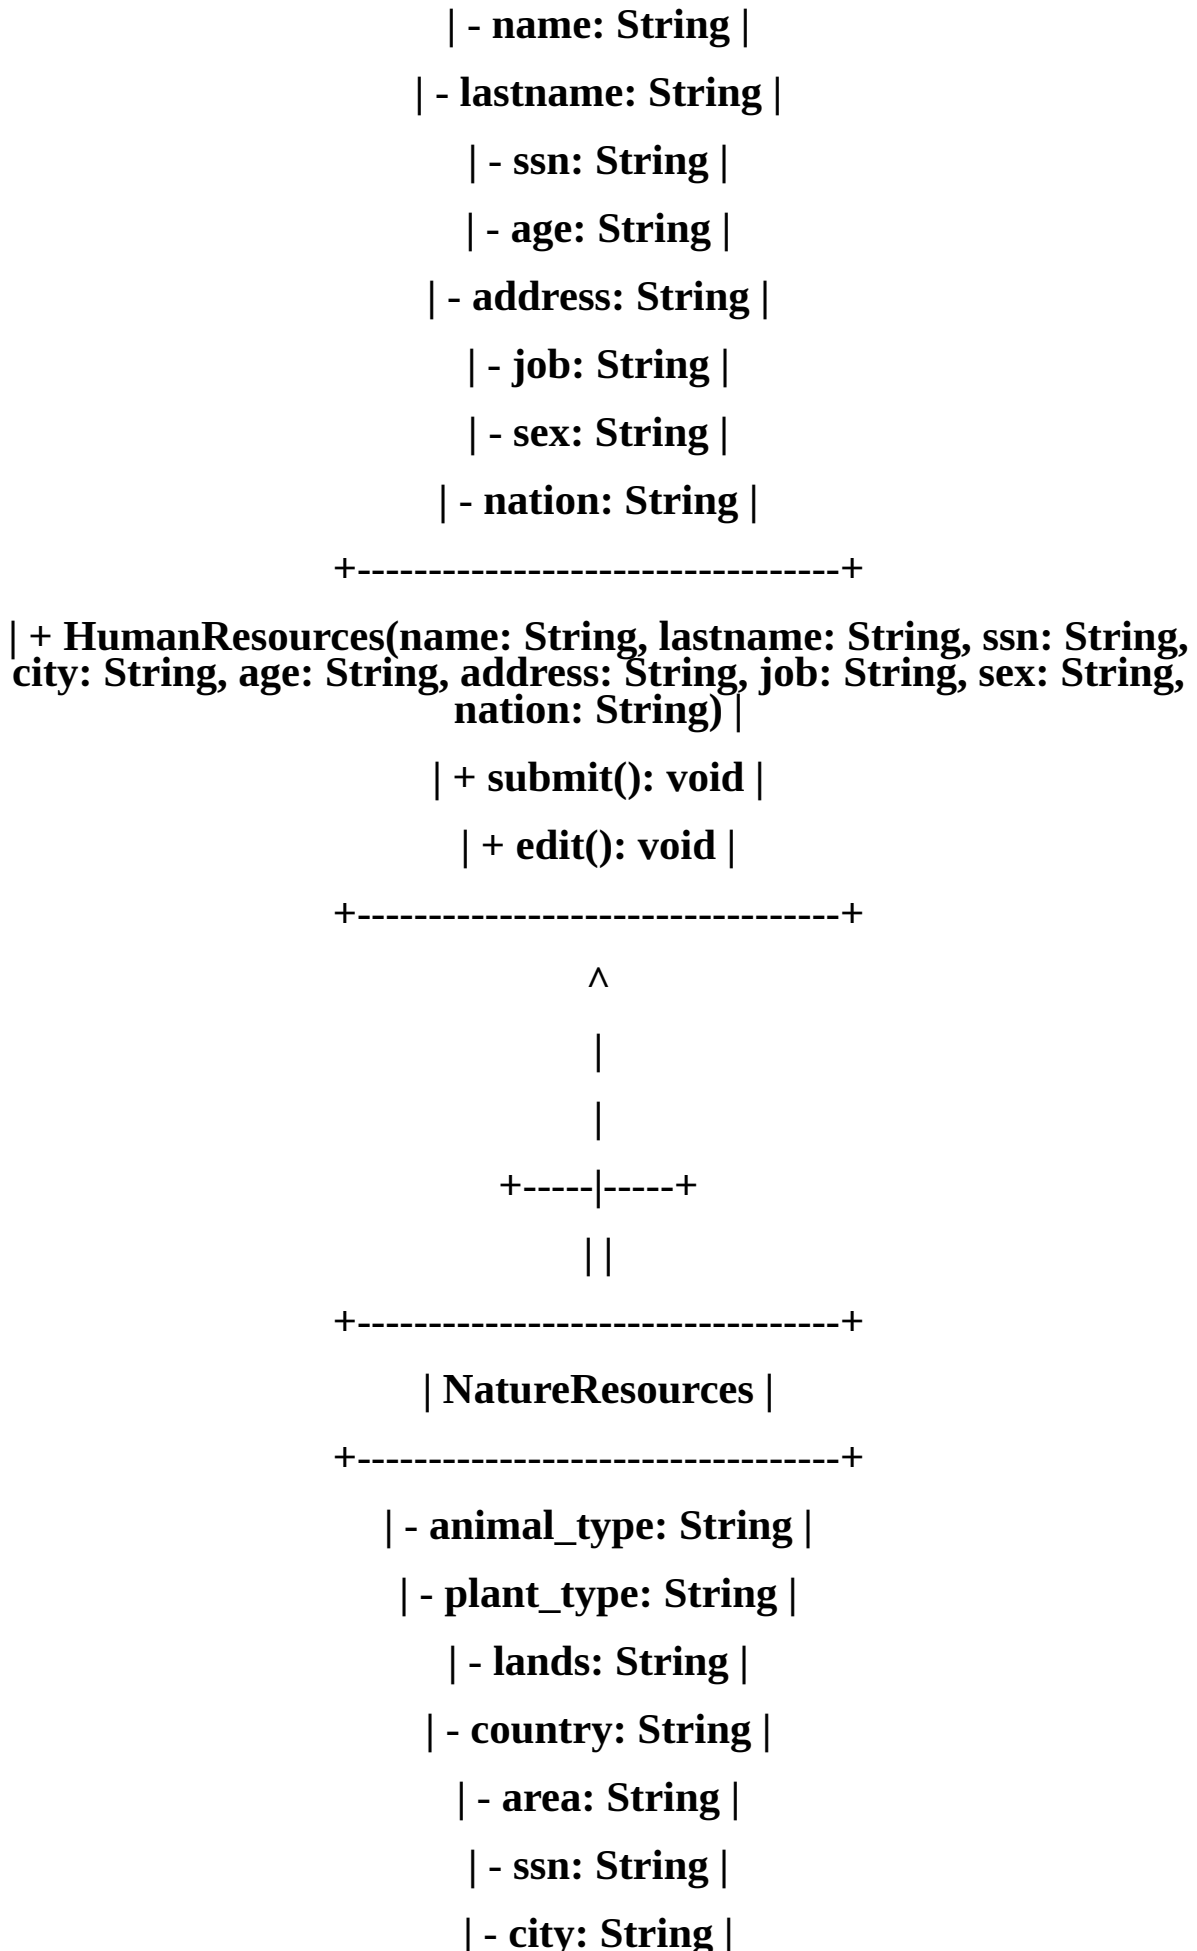 | - name: String |
| - lastname: String |
| - ssn: String |
| - age: String |
| - address: String |
| - job: String |
| - sex: String |
| - nation: String |
+----------------------------------+
| + HumanResources(name: String, lastname: String, ssn: String,
city: String, age: String, address: String, job: String, sex: String,
nation: String) |
| + submit(): void |
| + edit(): void |
+----------------------------------+
^
|
|
+-----|-----+
| |
+----------------------------------+
| NatureResources |
+----------------------------------+
| - animal_type: String |
| - plant_type: String |
| - lands: String |
| - country: String |
| - area: String |
| - ssn: String |
| - city: String |